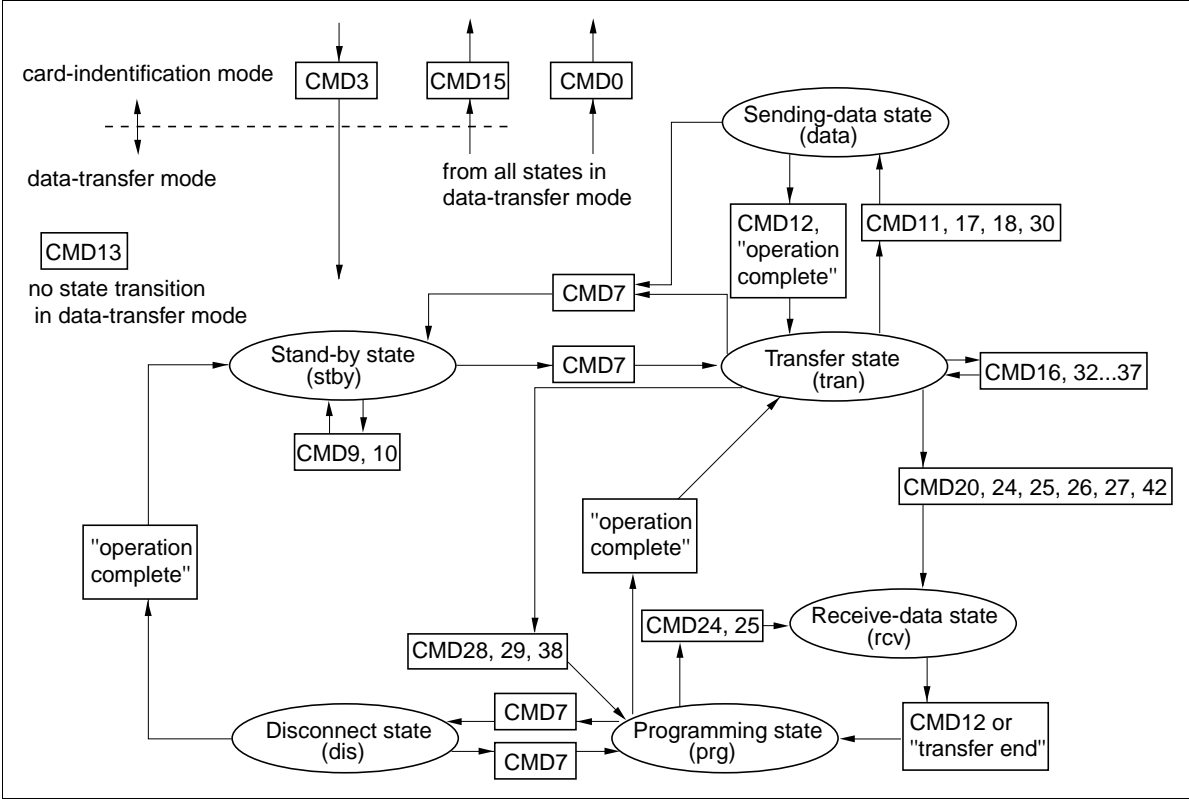 card-indentification mode
CMD3
CMD15
CMD0
Sending-data state
(data)
data-transfer mode
from all states in
data-transfer mode
CMD12,
"operation
complete"
CMD11, 17, 18, 30
CMD13
no state transition
in data-transfer mode
CMD7
Stand-by state
(stby)
CMD7
Transfer state
(tran)
CMD16, 32...37
CMD9, 10
CMD20, 24, 25, 26, 27, 42
"operation
complete"
"operation
complete"
CMD24, 25
Receive-data state
(rcv)
CMD28, 29, 38
CMD7
Disconnect state
(dis)
CMD7
Programming state
(prg)
CMD12 or
"transfer end"